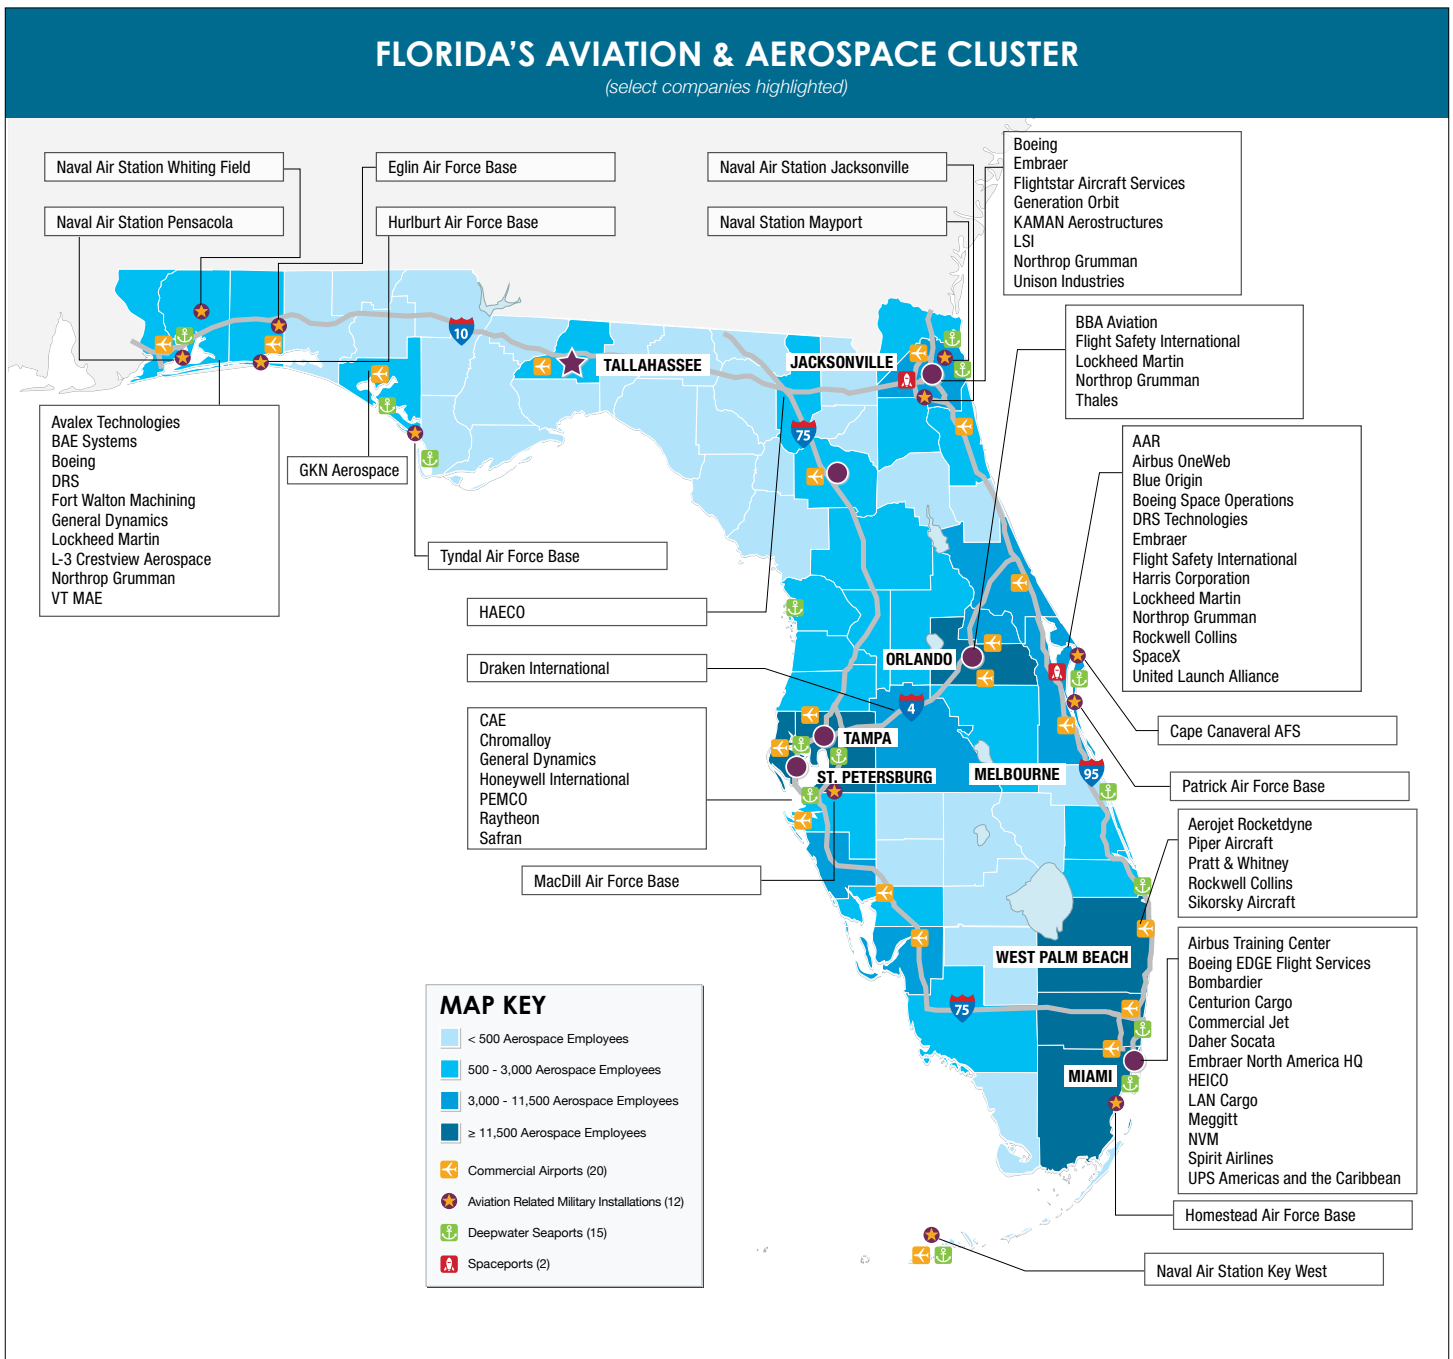 FLORIDA'S AVIATION & AEROSPACE CLUSTER
(select companies highlighted)
Naval Air Station Whiting Field
Eglin Air Force Base
Naval Air Station Jacksonville
Naval Air Station Pensacola
Hurlburt Air Force Base
Naval Station Mayport
Boeing
Embraer
Flightstar Aircraft Services
Generation Orbit
KAMAN Aerostructures
LSI
Northrop Grumman
Unison Industries
BBA Aviation
Flight Safety International
Lockheed Martin
Northrop Grumman
Thales
10
TALLAHASSEE
JACKSONVILLE
75
Avalex Technologies
BAE Systems
Boeing
DRS
Fort Walton Machining
General Dynamics
Lockheed Martin
L-3 Crestview Aerospace
Northrop Grumman
VT MAE
GKN Aerospace
Tyndal Air Force Base
AAR
Airbus OneWeb
Blue Origin
Boeing Space Operations
DRS Technologies
Embraer
Flight Safety International
Harris Corporation
Lockheed Martin
Northrop Grumman
Rockwell Collins
SpaceX
United Launch Alliance
HAECO
Draken International
ORLANDO
4
Cape Canaveral AFS
CAE
Chromalloy
General Dynamics
Honeywell International
PEMCO
Raytheon
Safran
TAMPA
ST. PETERSBURG
MELBOURNE
95
Patrick Air Force Base
MacDill Air Force Base
Aerojet Rocketdyne
Piper Aircraft
Pratt & Whitney
Rockwell Collins
Sikorsky Aircraft
WEST PALM BEACH
Airbus Training Center
Boeing EDGE Flight Services
Bombardier
Centurion Cargo
Commercial Jet
Daher Socata
Embraer North America HQ
HEICO
LAN Cargo
Meggitt
NVM
Spirit Airlines
UPS Americas and the Caribbean
75
MIAMI
MAP KEY
< 500 Aerospace Employees
500 - 3,000 Aerospace Employees
3,000 - 11,500 Aerospace Employees
≥ 11,500 Aerospace Employees
Commercial Airports (20)
Aviation Related Military Installations (12)
Deepwater Seaports (15)
Spaceports (2)
Homestead Air Force Base
Naval Air Station Key West